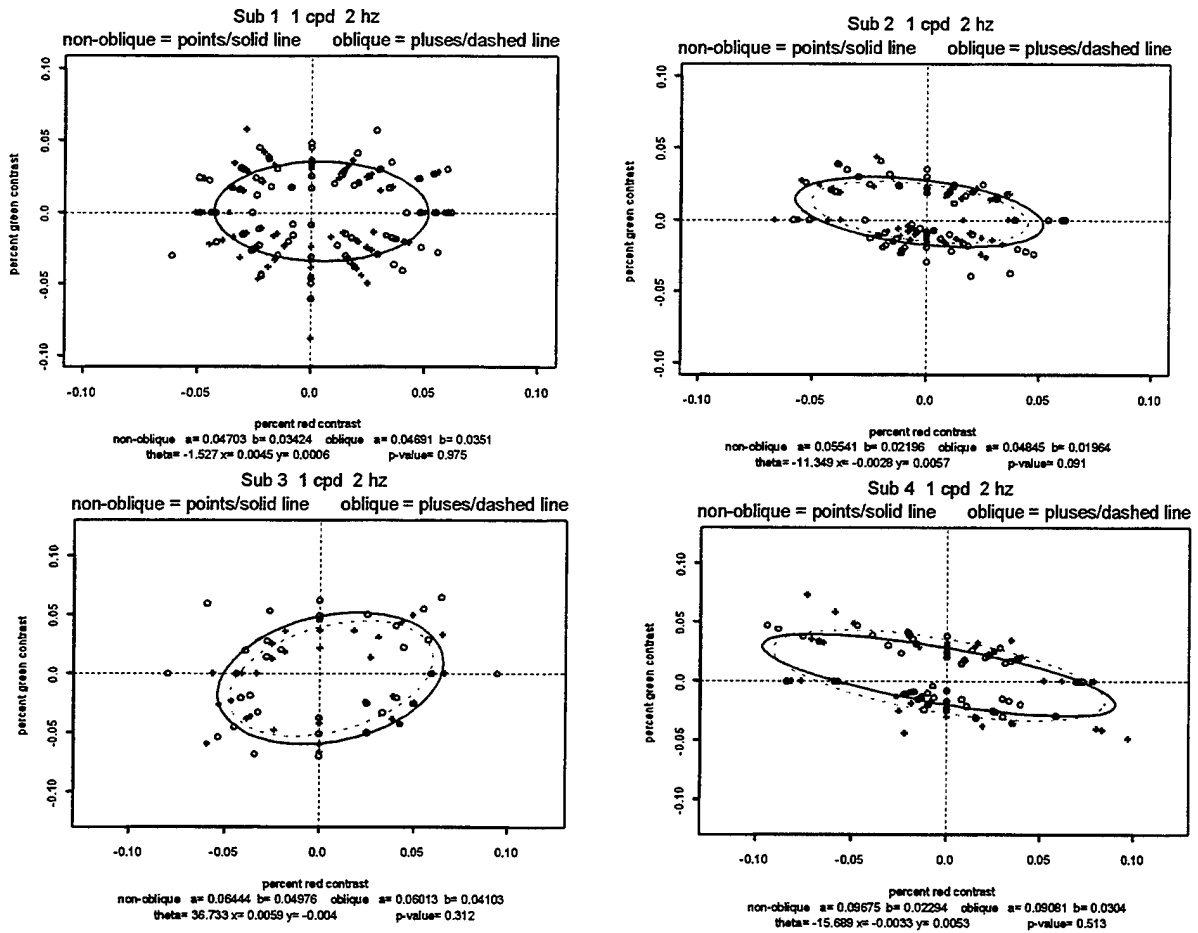 Sub 1 1 cpd 2 hz
non-oblique = points/solid line oblique = pluses/dashed line
percent green contrast
0.10
0.05
0.0
-0.05
-0.10
-0.10 -0.05 0.0 0.05 0.10
percent red contrast
non-oblique a= 0.04703 b= 0.03424 oblique a= 0.04691 b= 0.0351
theta= -1.527 x= 0.0045 y= 0.0006 p-value= 0.975
Sub 2 1 cpd 2 hz
non-oblique = points/solid line oblique = pluses/dashed line
percent green contrast
0.10
0.05
0.0
-0.05
-0.10
-0.10 -0.05 0.0 0.05 0.10
percent red contrast
non-oblique a= 0.05541 b= 0.02196 oblique a= 0.04845 b= 0.01964
theta= -11.349 x= -0.0028 y= 0.0057 p-value= 0.091
Sub 3 1 cpd 2 hz
non-oblique = points/solid line oblique = pluses/dashed line
percent green contrast
0.10
0.05
0.0
-0.05
-0.10
-0.10 -0.05 0.0 0.05 0.10
percent red contrast
non-oblique a= 0.06444 b= 0.04976 oblique a= 0.06013 b= 0.04103
theta= 36.733 x= 0.0059 y= -0.004 p-value= 0.312
Sub 4 1 cpd 2 hz
non-oblique = points/solid line oblique = pluses/dashed line
percent green contrast
0.10
0.05
0.0
-0.05
-0.10
-0.10 -0.05 0.0 0.05 0.10
percent red contrast
non-oblique a= 0.09675 b= 0.02294 oblique a= 0.09081 b= 0.0304
theta= -15.689 x= -0.0033 y= 0.0053 p-value= 0.513